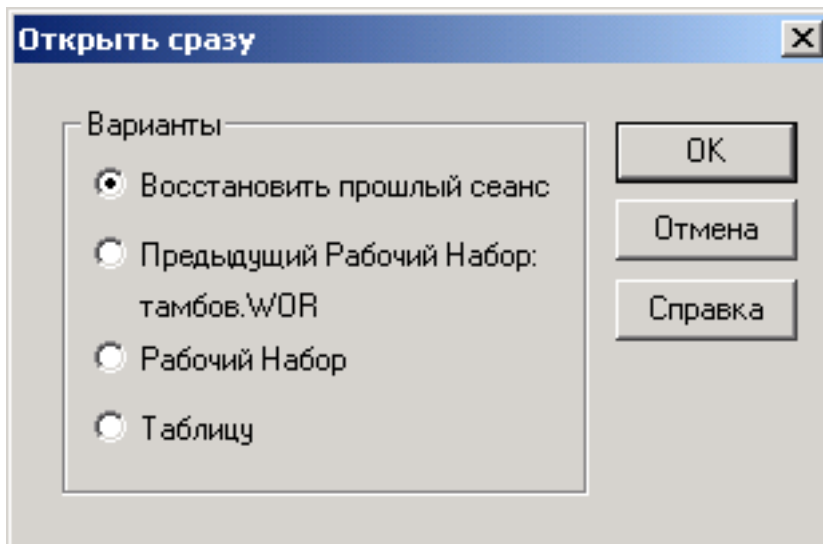 Открыть сразу
Варианты
Восстановить прошлый сеанс
Предыдущий Рабочий Набор:
тамбов.WOR
Рабочий Набор
Таблицу
OK
Отмена
Справка